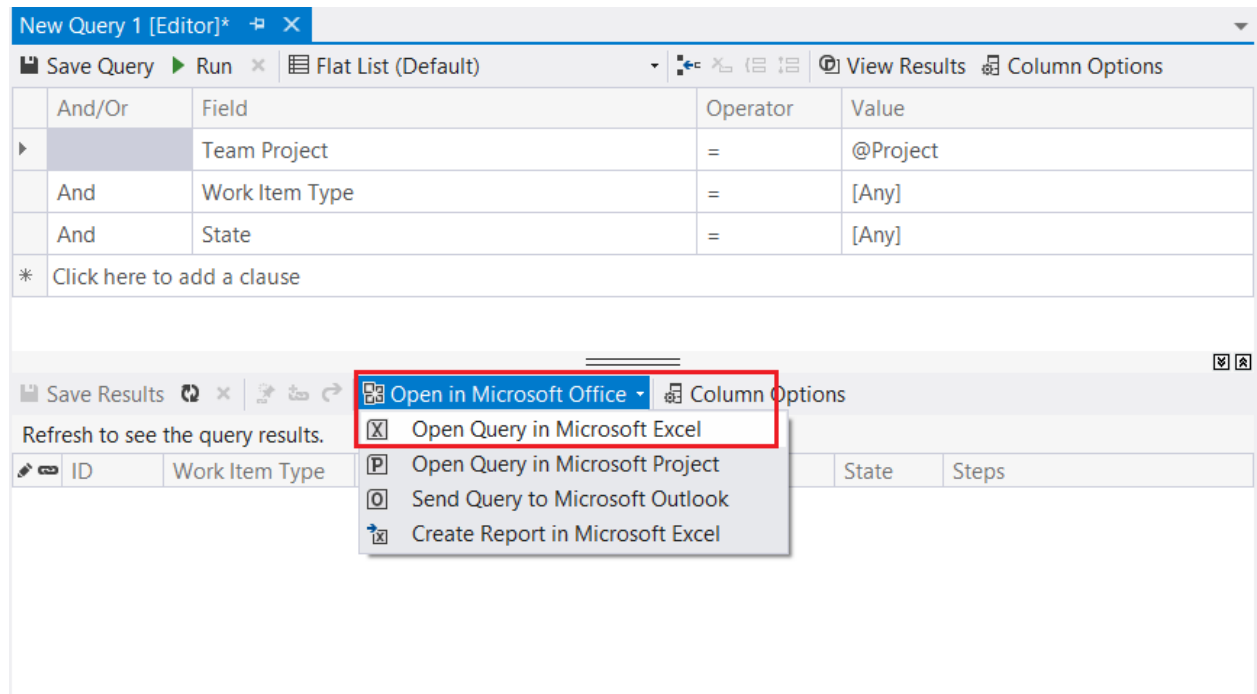 New Query 1 [Editor]*
Save Query Run Flat List (Default) View Results Column Options
And/Or Field Operator Value
Team Project = @Project
And Work Item Type = [Any]
And State = [Any]
* Click here to add a clause
Save Results Open in Microsoft Office Column Options
Refresh to see the query results. Open Query in Microsoft Excel
ID Work Item Type Open Query in Microsoft Project State Steps
Send Query to Microsoft Outlook
Create Report in Microsoft Excel